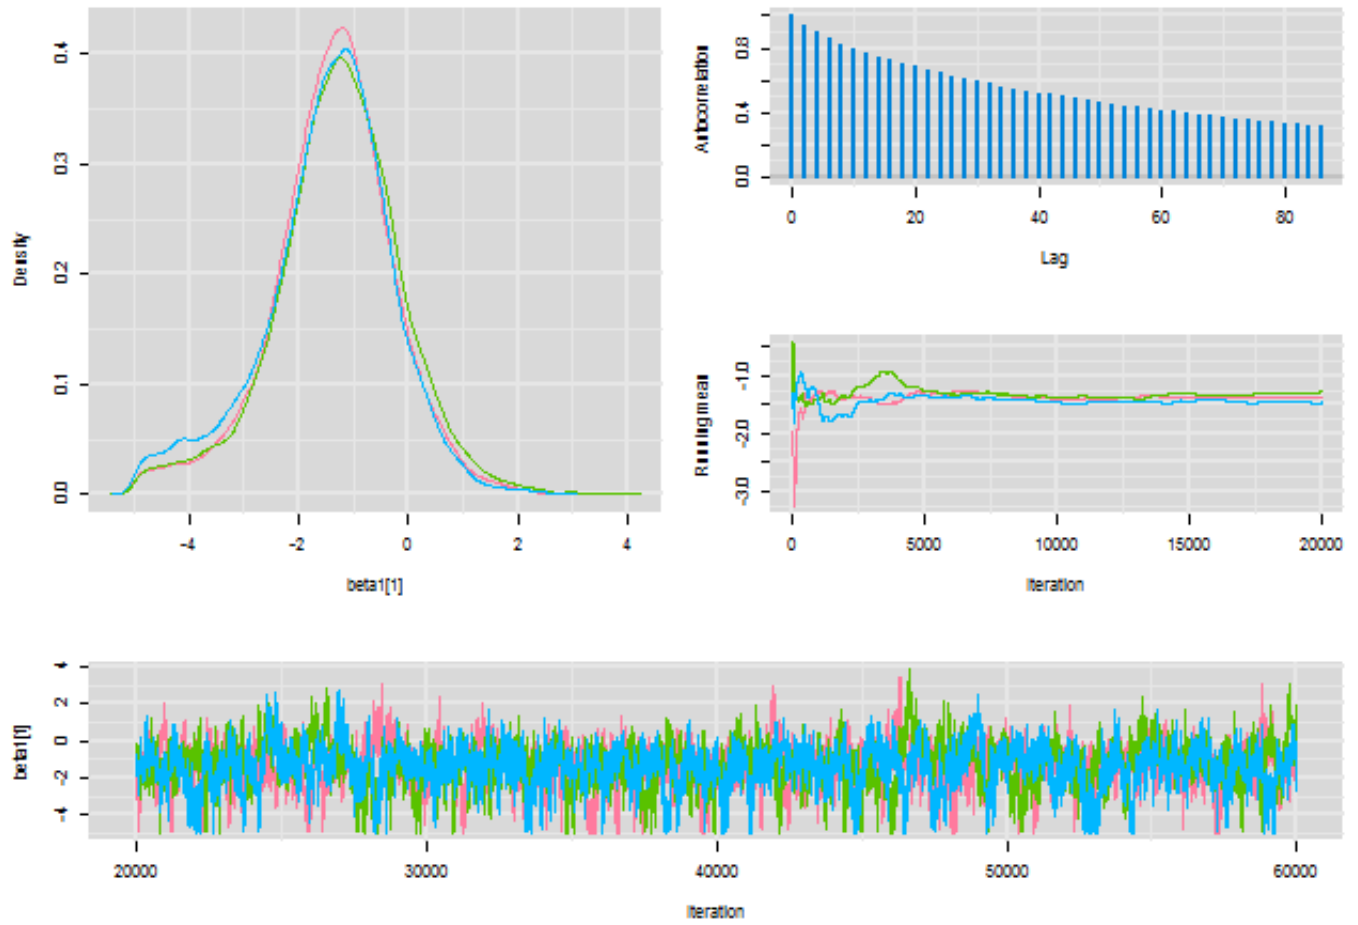 Density
0.0 0.1 0.2 0.3 0.4
-4 -2 0 2 4
beta1[1]
Autocorrelation
0.0 0.4 0.8
0 20 40 60 80
Lag
Running mean
-3.0 -2.0 -1.0
0 5000 10000 15000 20000
Iteration
beta1[1]
-4 -2 0 2 4
20000 30000 40000 50000 60000
Iteration